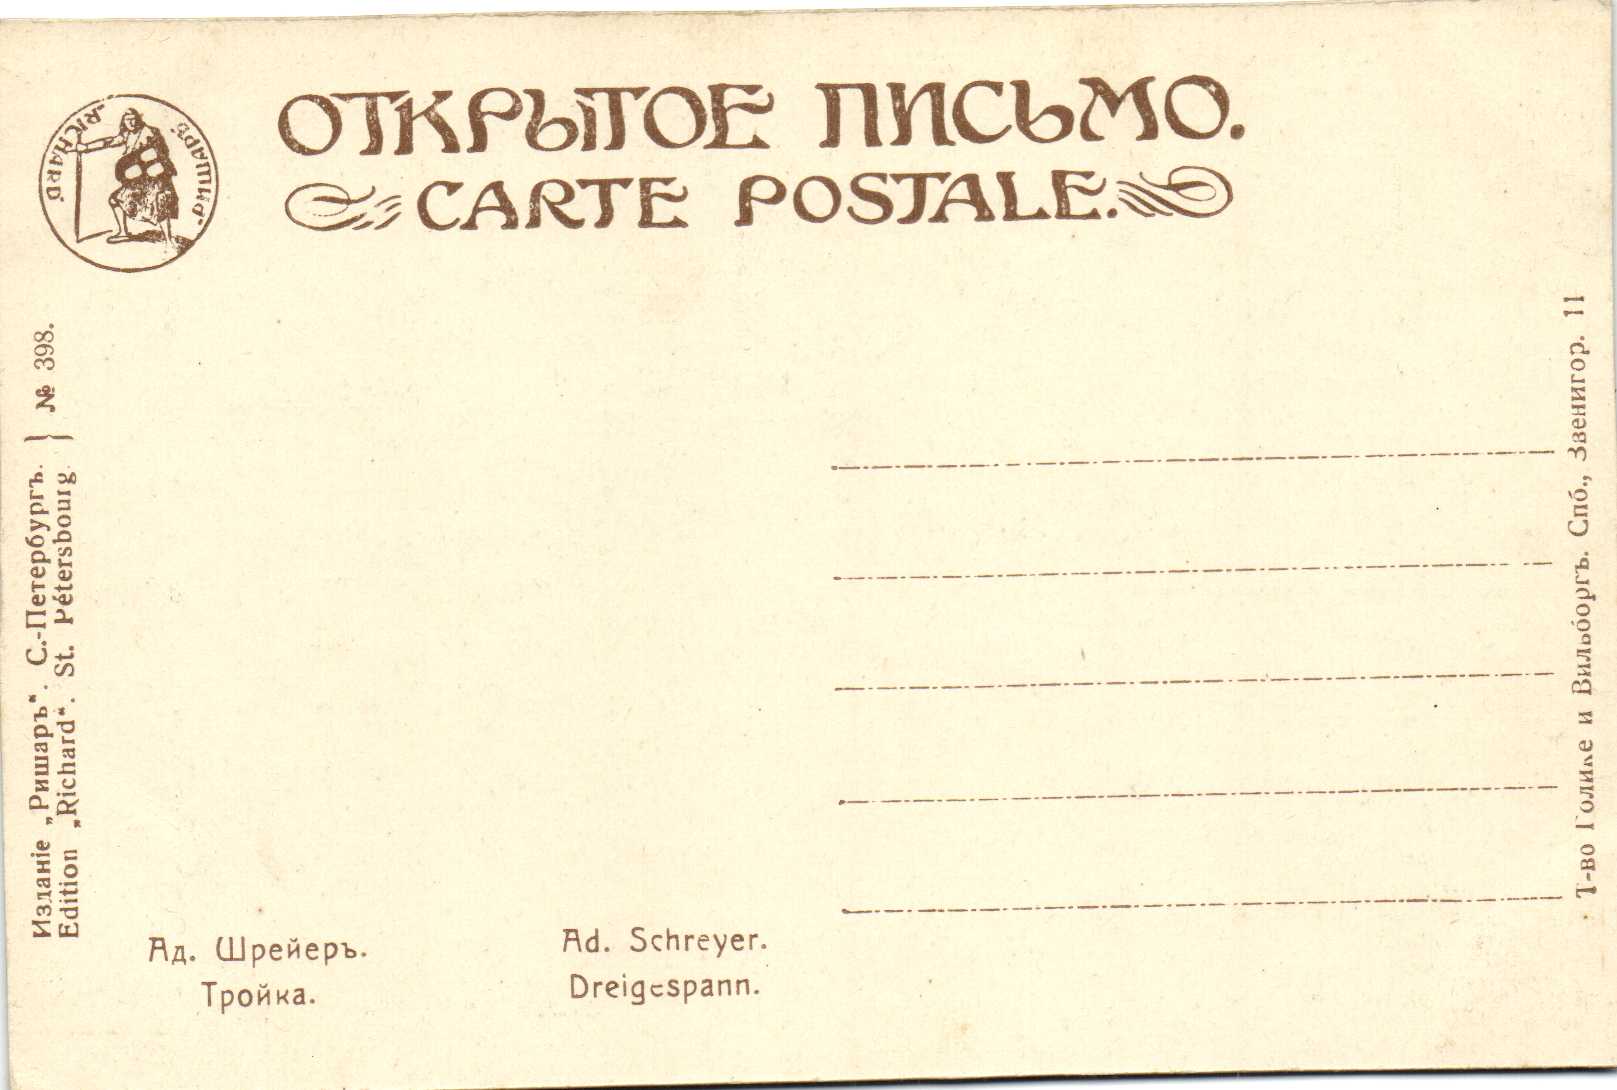 ОТКРЫТОЕ ПИСЬМО.
CARTE POSTALE.
„RICHARD“
„РИШАРЪ“
Изданіе „Ришаръ“. С.-Петербургъ. } № 398.
Edition „Richard“. St. Pétersbourg
Т-во Голике и Вильборгъ. Спб., Звенигор. 11
Ад. Шрейеръ.
Тройка.
Ad. Schreyer.
Dreigespann.